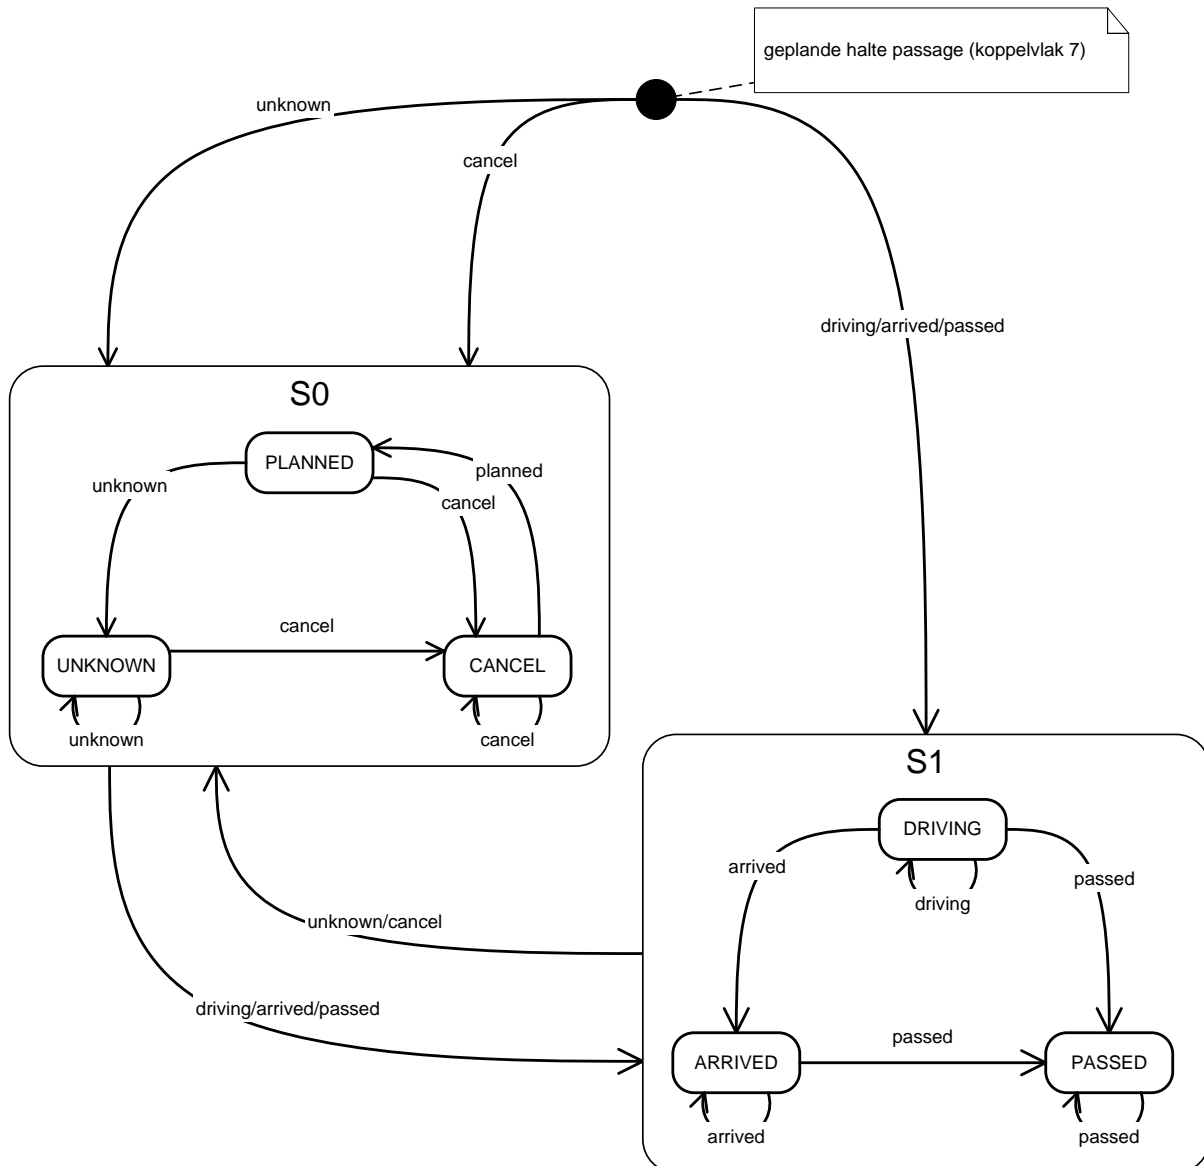 geplande halte passage (koppelvlak 7)
unknown
cancel
driving/arrived/passed
S0
PLANNED
planned
unknown
cancel
cancel
UNKNOWN
CANCEL
unknown
cancel
S1
DRIVING
arrived
passed
driving
unknown/cancel
driving/arrived/passed
passed
ARRIVED
PASSED
arrived
passed